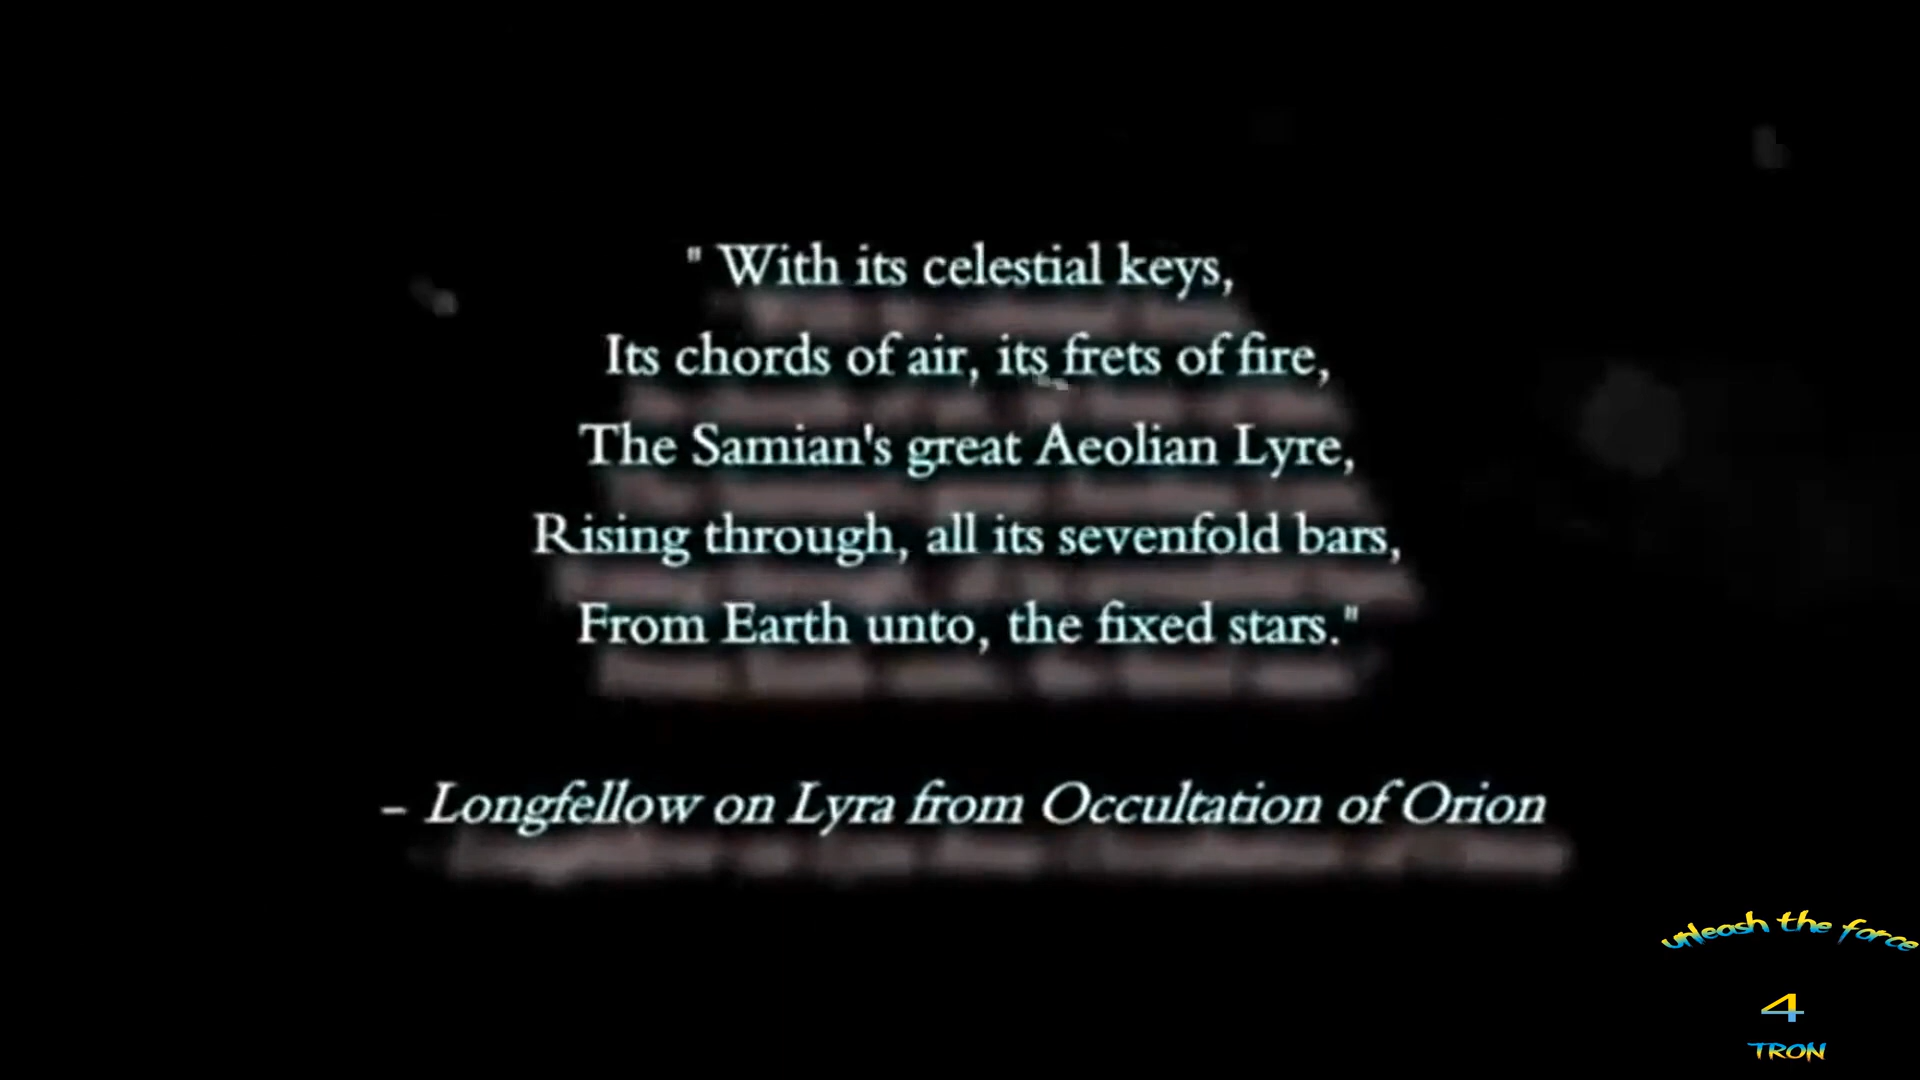 " With its celestial keys,
Its chords of air, its frets of fire,
The Samian's great Aeolian Lyre,
Rising through, all its sevenfold bars,
From Earth unto, the fixed stars."
– Longfellow on Lyra from Occultation of Orion
unleash the force
4
TRON